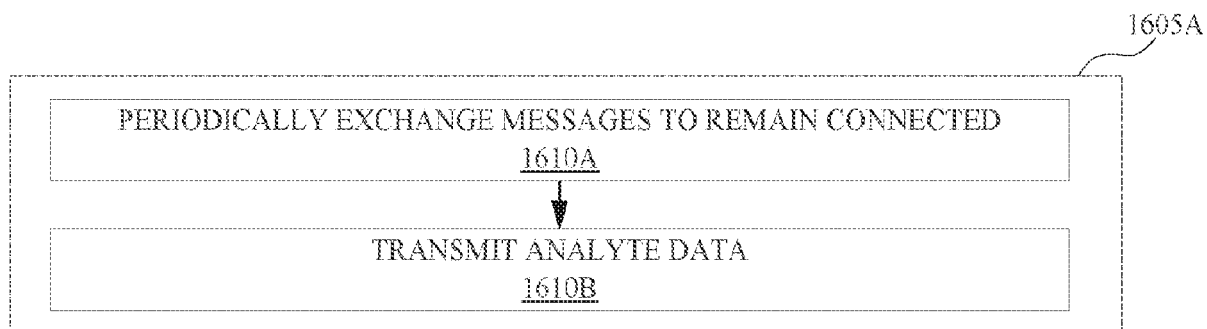 1605A
PERIODICALLY EXCHANGE MESSAGES TO REMAIN CONNECTED
1610A
TRANSMIT ANALYTE DATA
1610B